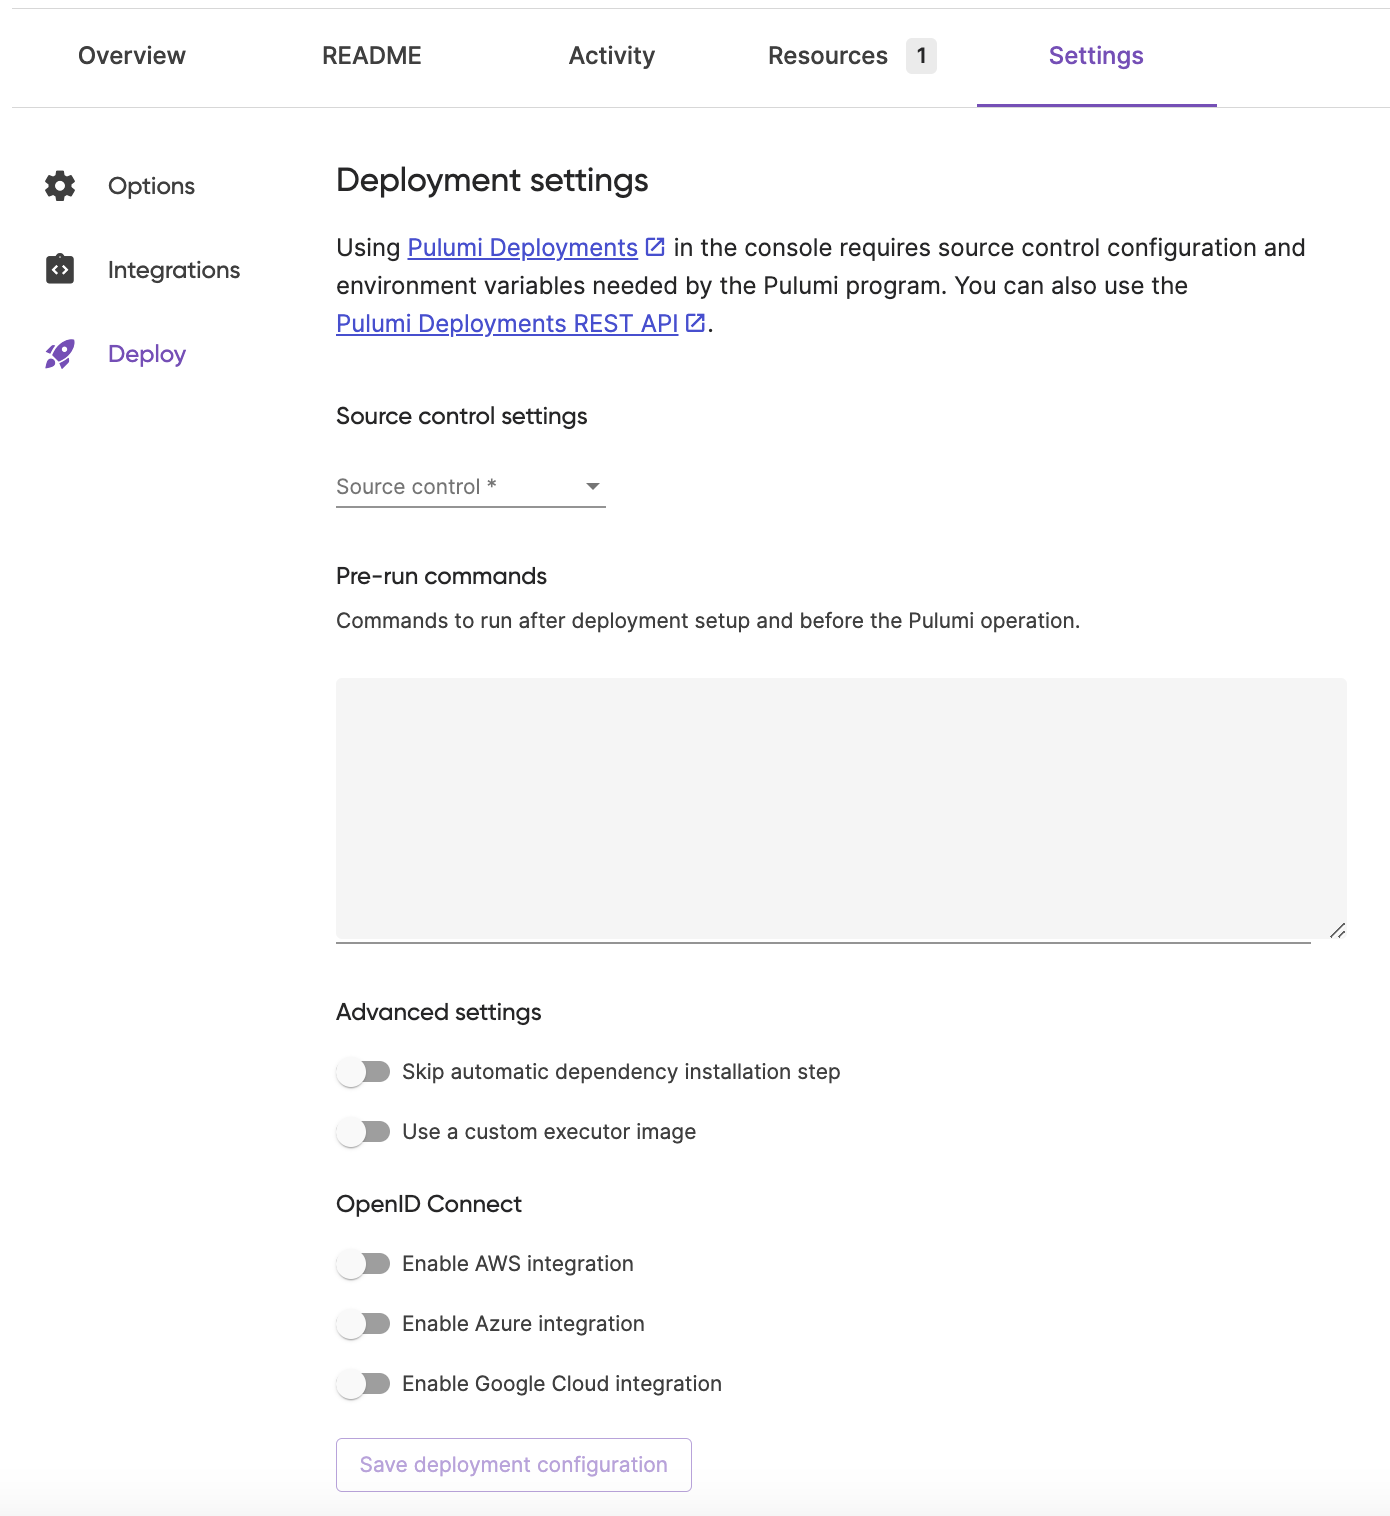 Overview README Activity Resources 1 Settings
Options
Integrations
Deploy
Deployment settings
Using Pulumi Deployments in the console requires source control configuration and
environment variables needed by the Pulumi program. You can also use the
Pulumi Deployments REST API.
Source control settings
Source control *
Pre-run commands
Commands to run after deployment setup and before the Pulumi operation.
Advanced settings
Skip automatic dependency installation step
Use a custom executor image
OpenID Connect
Enable AWS integration
Enable Azure integration
Enable Google Cloud integration
Save deployment configuration